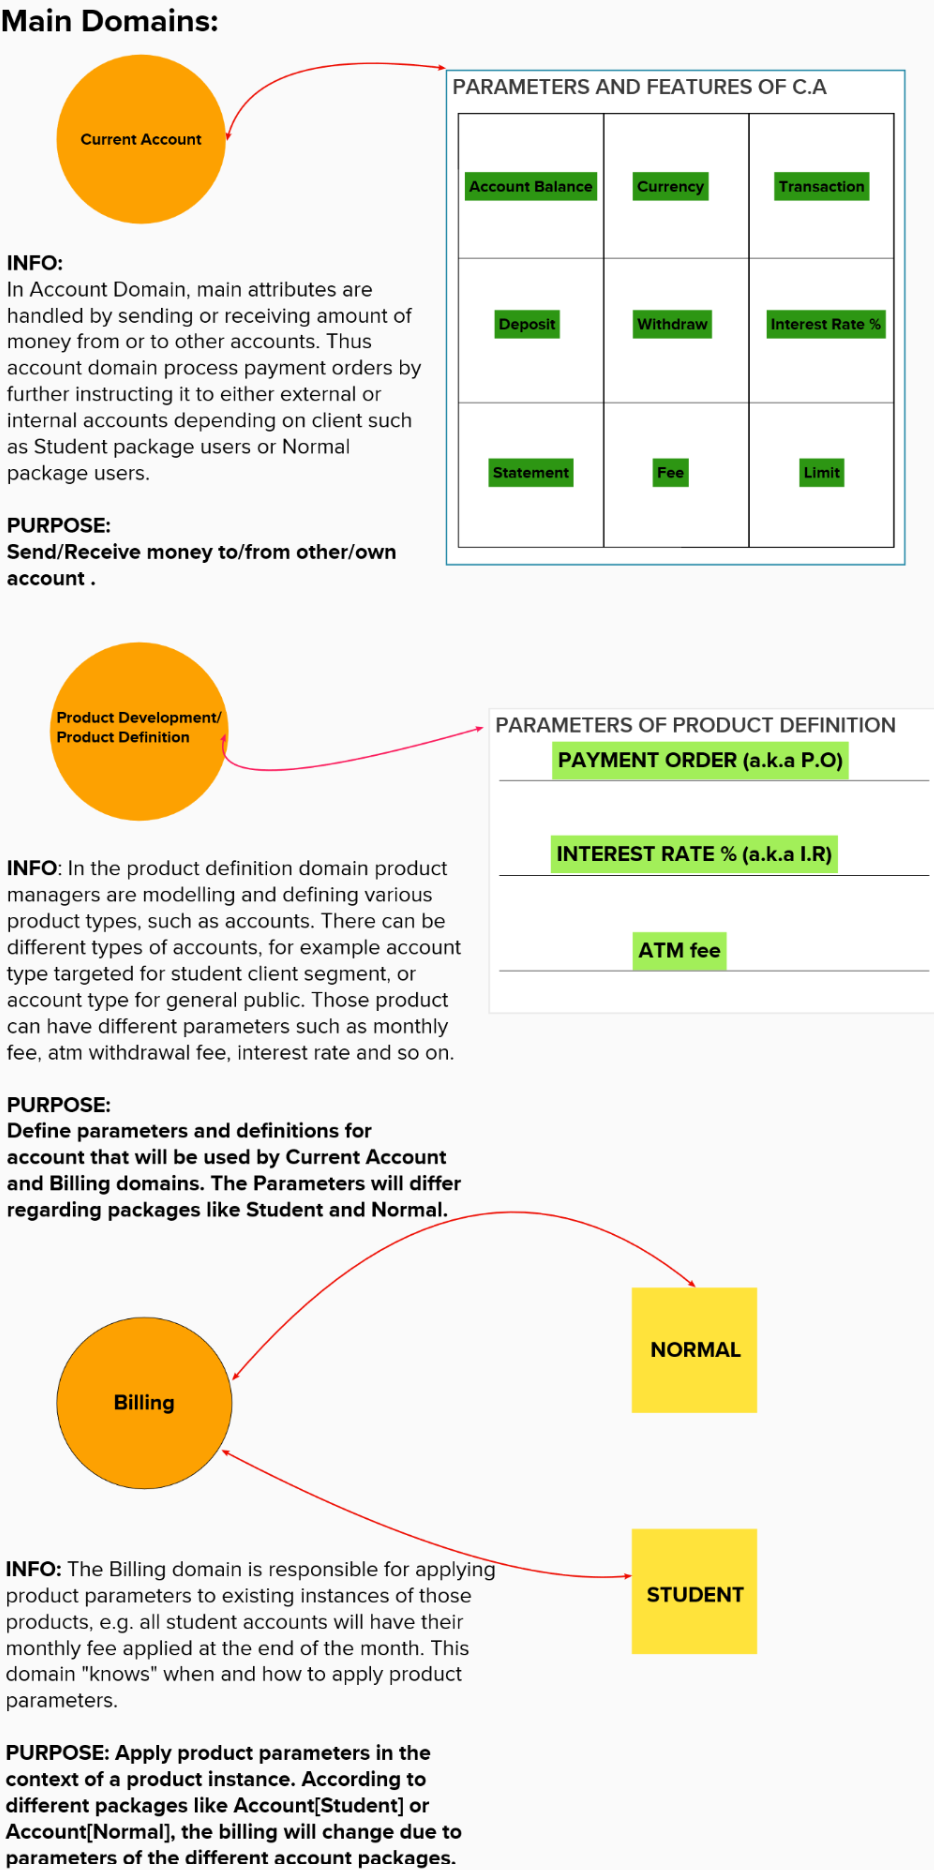 Main Domains:
Current Account
PARAMETERS AND FEATURES OF C.A
Account Balance
Currency
Transaction
Deposit
Withdraw
Interest Rate %
Statement
Fee
Limit
INFO:
In Account Domain, main attributes are
handled by sending or receiving amount of
money from or to other accounts. Thus
account domain process payment orders by
further instructing it to either external or
internal accounts depending on client such
as Student package users or Normal
package users.
PURPOSE:
Send/Receive money to/from other/own
account .
Product Development/
Product Definition
PARAMETERS OF PRODUCT DEFINITION
PAYMENT ORDER (a.k.a P.O)
INTEREST RATE % (a.k.a I.R)
ATM fee
INFO: In the product definition domain product
managers are modelling and defining various
product types, such as accounts. There can be
different types of accounts, for example account
type targeted for student client segment, or
account type for general public. Those product
can have different parameters such as monthly
fee, atm withdrawal fee, interest rate and so on.
PURPOSE:
Define parameters and definitions for
account that will be used by Current Account
and Billing domains. The Parameters will differ
regarding packages like Student and Normal.
Billing
NORMAL
STUDENT
INFO: The Billing domain is responsible for applying
product parameters to existing instances of those
products, e.g. all student accounts will have their
monthly fee applied at the end of the month. This
domain "knows" when and how to apply product
parameters.
PURPOSE: Apply product parameters in the
context of a product instance. According to
different packages like Account[Student] or
Account[Normal], the billing will change due to
parameters of the different account packages.